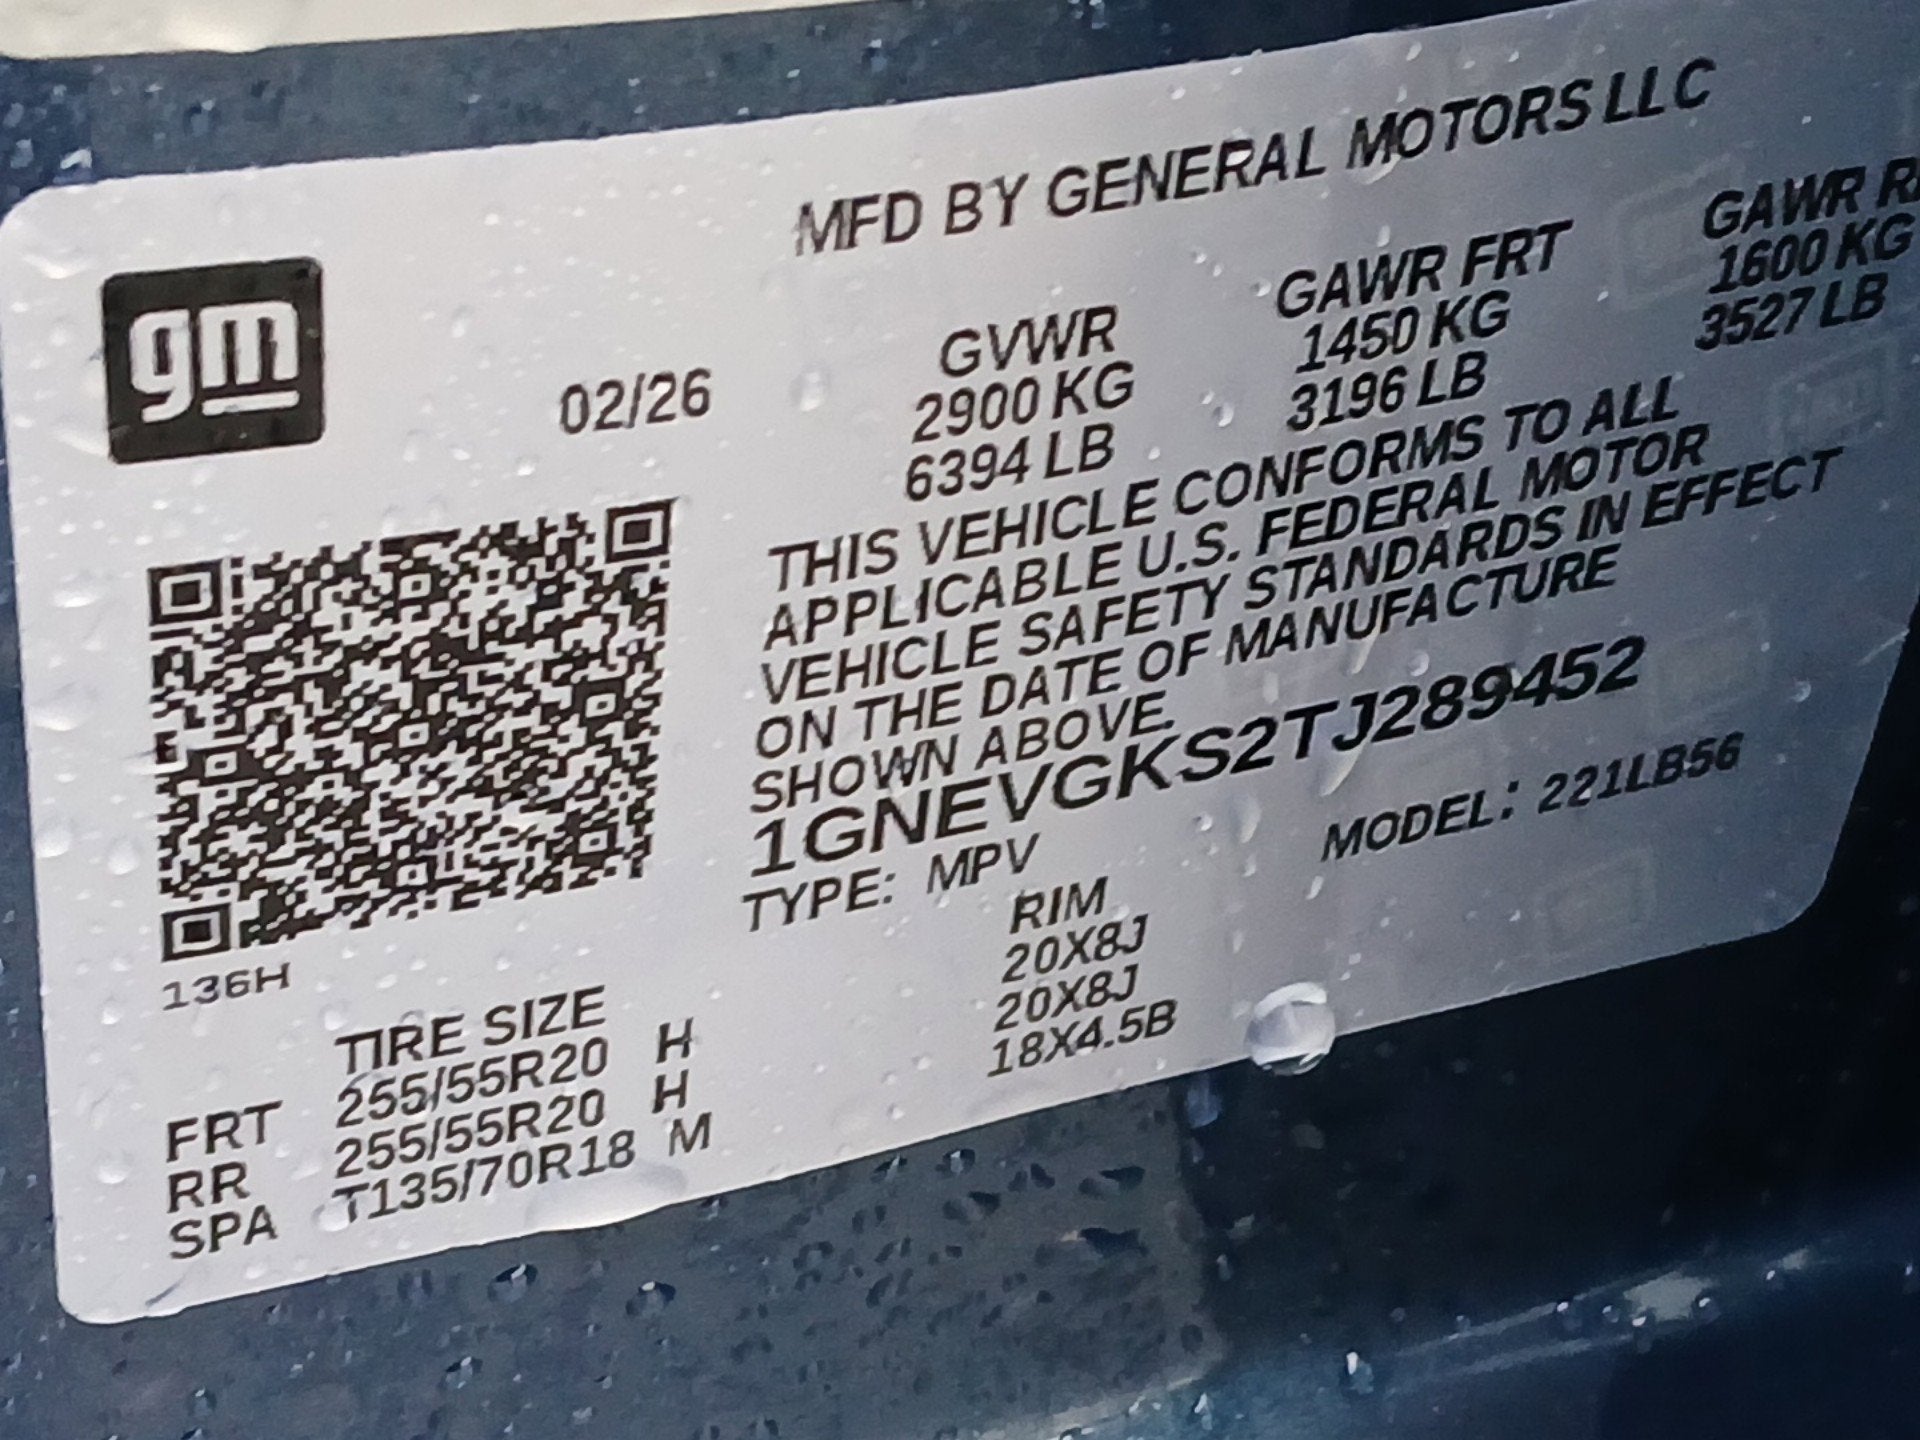 MFD BY GENERAL MOTORS LLC
gm
02/26
GVWR
2900 KG
6394 LB
GAWR FRT
1450 KG
3196 LB
GAWR
1600 KG
3527 LB
THIS VEHICLE CONFORMS TO ALL
APPLICABLE U.S. FEDERAL MOTOR
VEHICLE SAFETY STANDARDS IN EFFECT
ON THE DATE OF MANUFACTURE
SHOWN ABOVE.
1GNEVGKS2TJ289452
TYPE: MPV
MODEL: 221LB56
136H
TIRE SIZE RIM
FRT 255/55R20 H 20X8J
RR 255/55R20 H 20X8J
SPA T135/70R18 M 18X4.5B